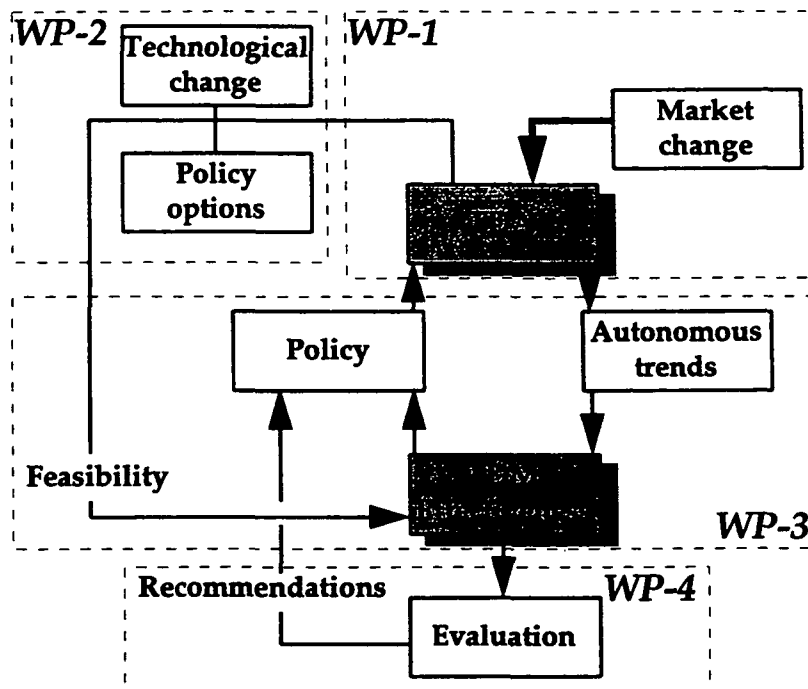 WP-2
WP-1
Technological
change
Market
change
Policy
options
Policy
Autonomous
trends
Feasibility
WP-3
Recommendations
WP-4
Evaluation